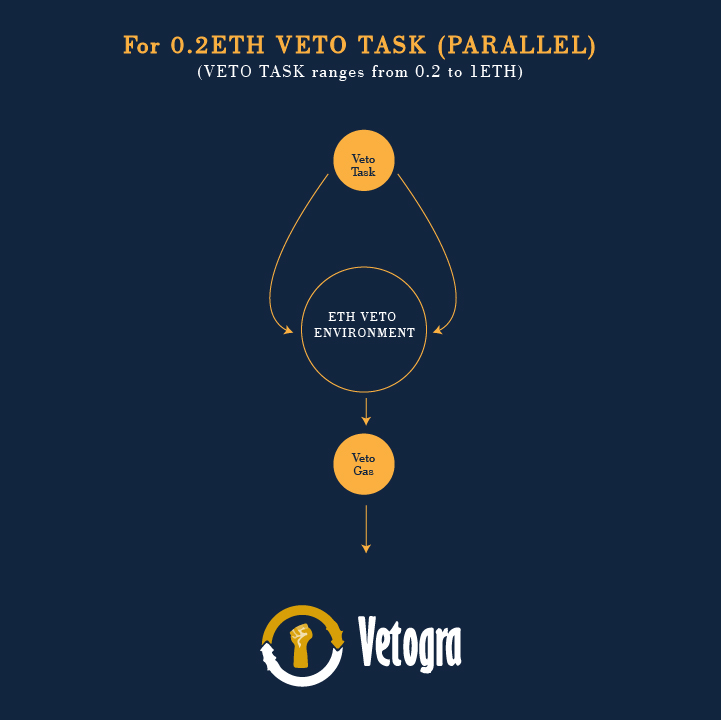 For 0.2ETH VETO TASK (PARALLEL)
(VETO TASK ranges from 0.2 to 1ETH)
Veto
Task
ETH VETO
ENVIRONMENT
Veto
Gas
Vetogra